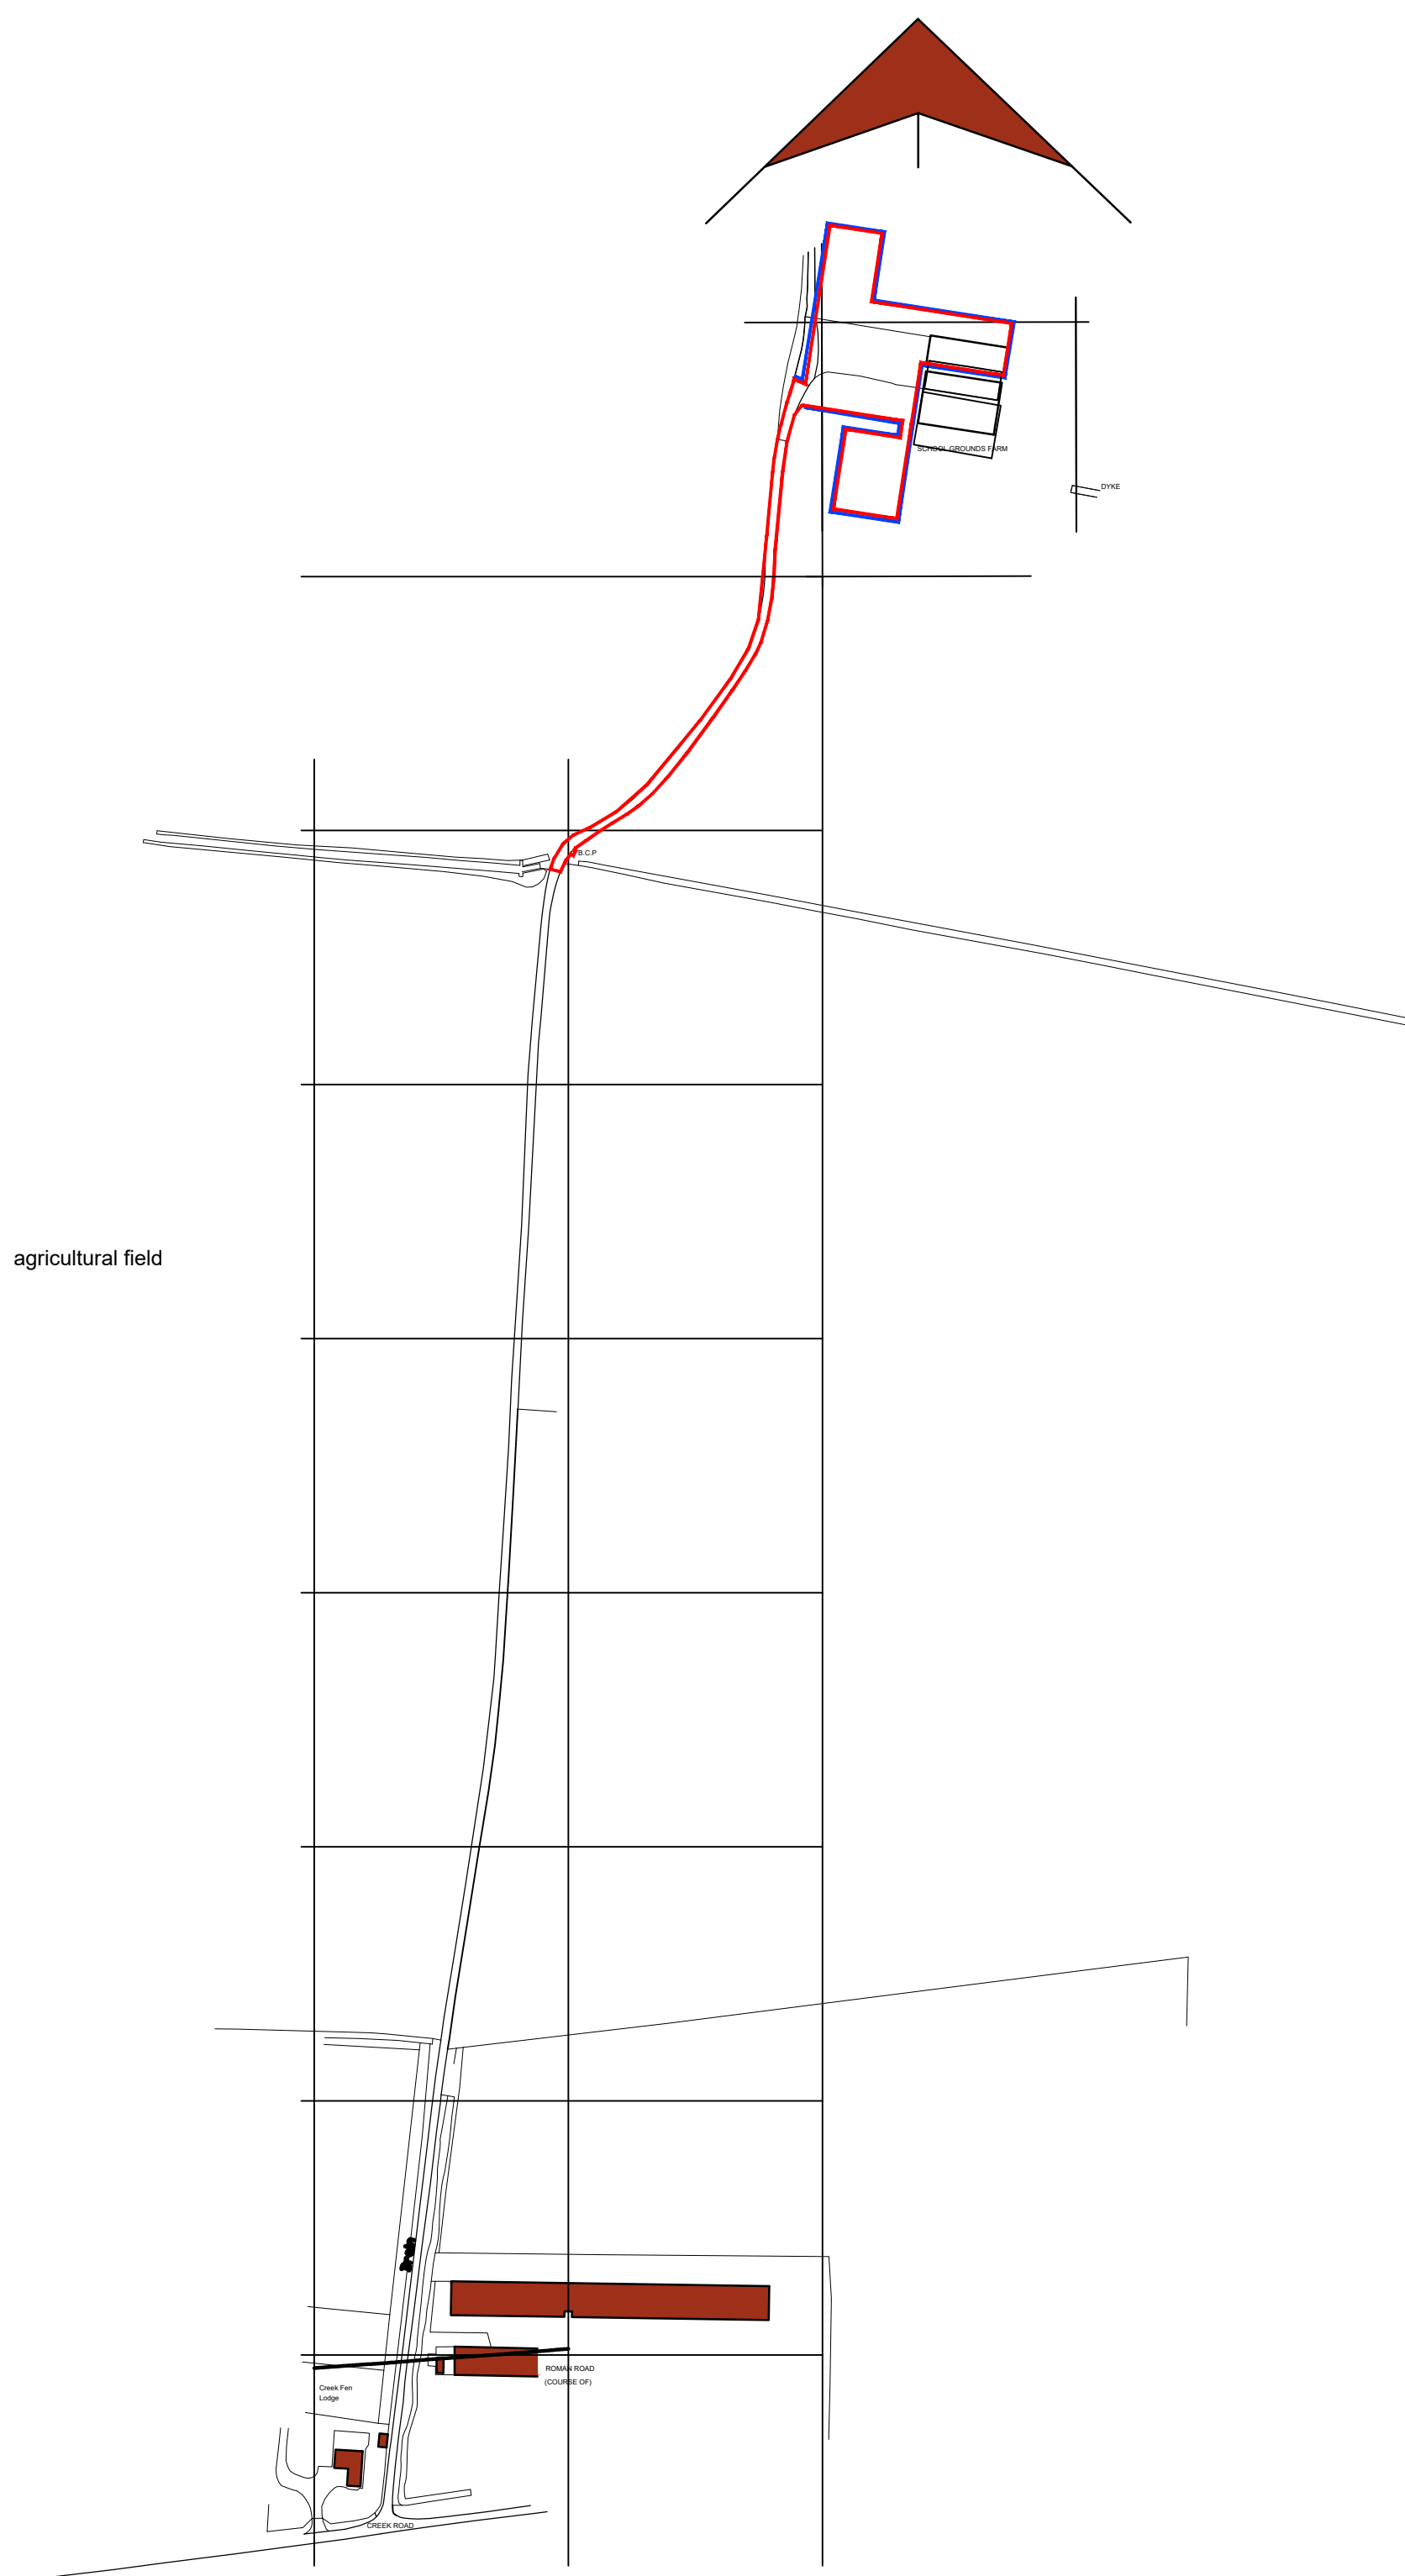 SCHOOL GROUNDS FARM
DYKE
B.C.P
agricultural field
ROMAN ROAD
(COURSE OF)
Creek Fen
Lodge
CREEK ROAD